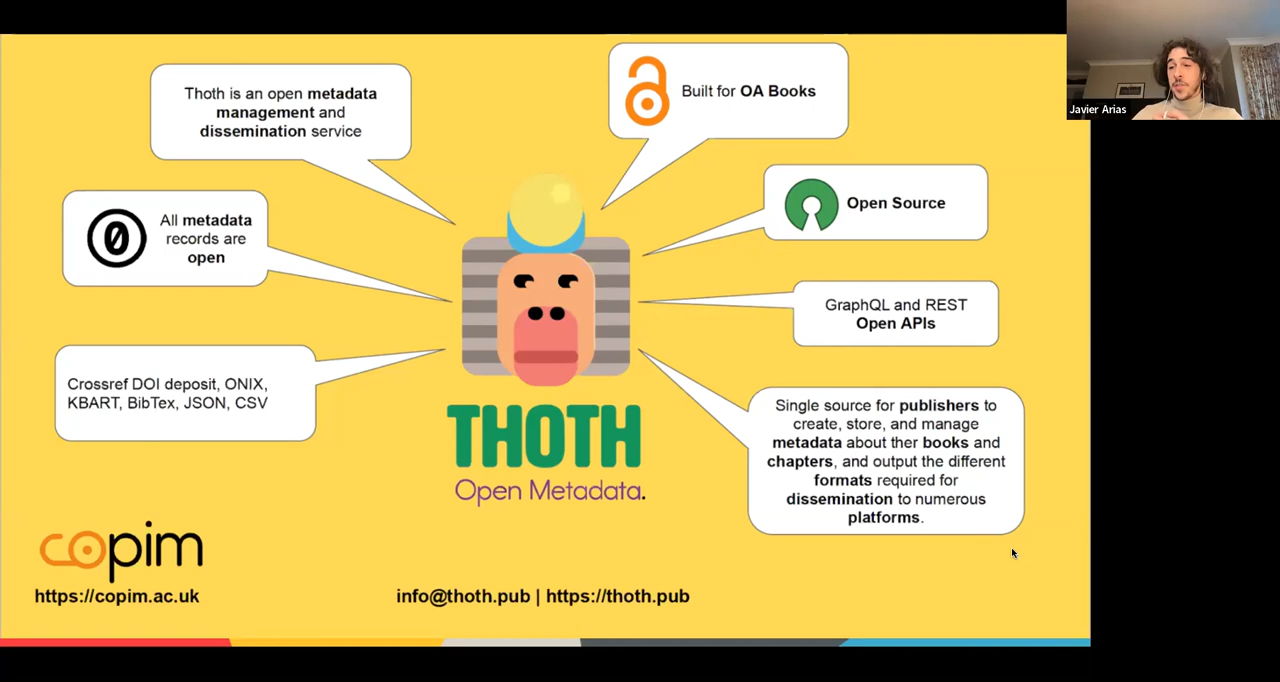 Thoth is an open metadata
management and
dissemination service
Built for OA Books
All metadata
records are
open
Open Source
GraphQL and REST
Open APIs
Crossref DOI deposit, ONIX,
KBART, BibTex, JSON, CSV
Single source for publishers to
create, store, and manage
metadata about ther books and
chapters, and output the different
formats required for
dissemination to numerous
platforms.
THOTH
Open Metadata.
copim
https://copim.ac.uk
info@thoth.pub | https://thoth.pub
Javier Arias